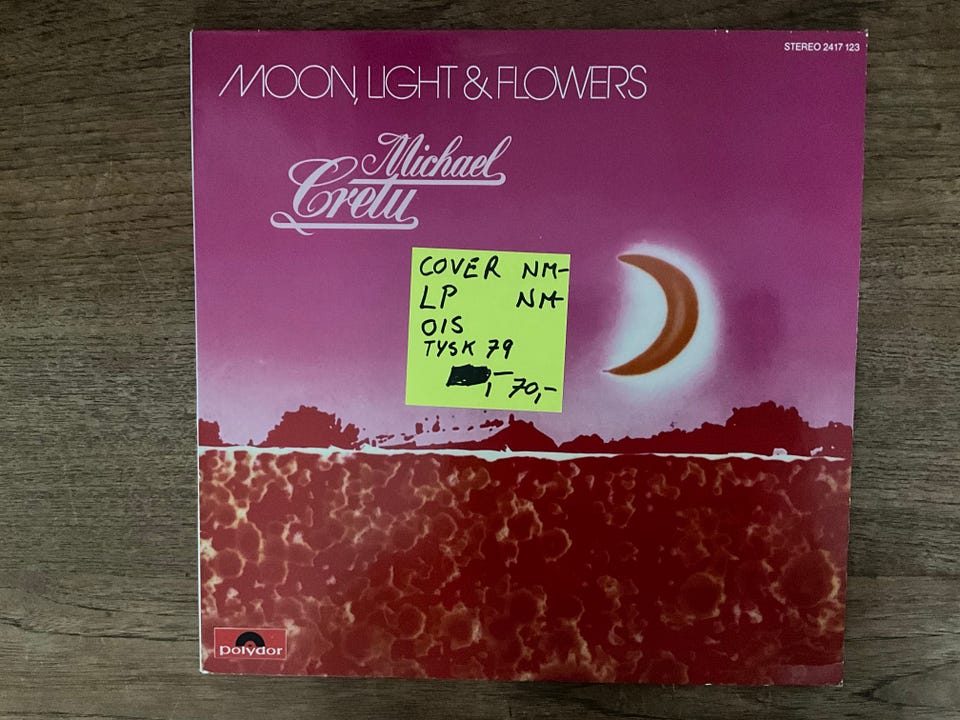 STEREO 2417 123
MOON, LIGHT & FLOWERS
Michael
Cretu
COVER NM-
LP NM-
OIS
TYSK 79
,- 70,-
polydor